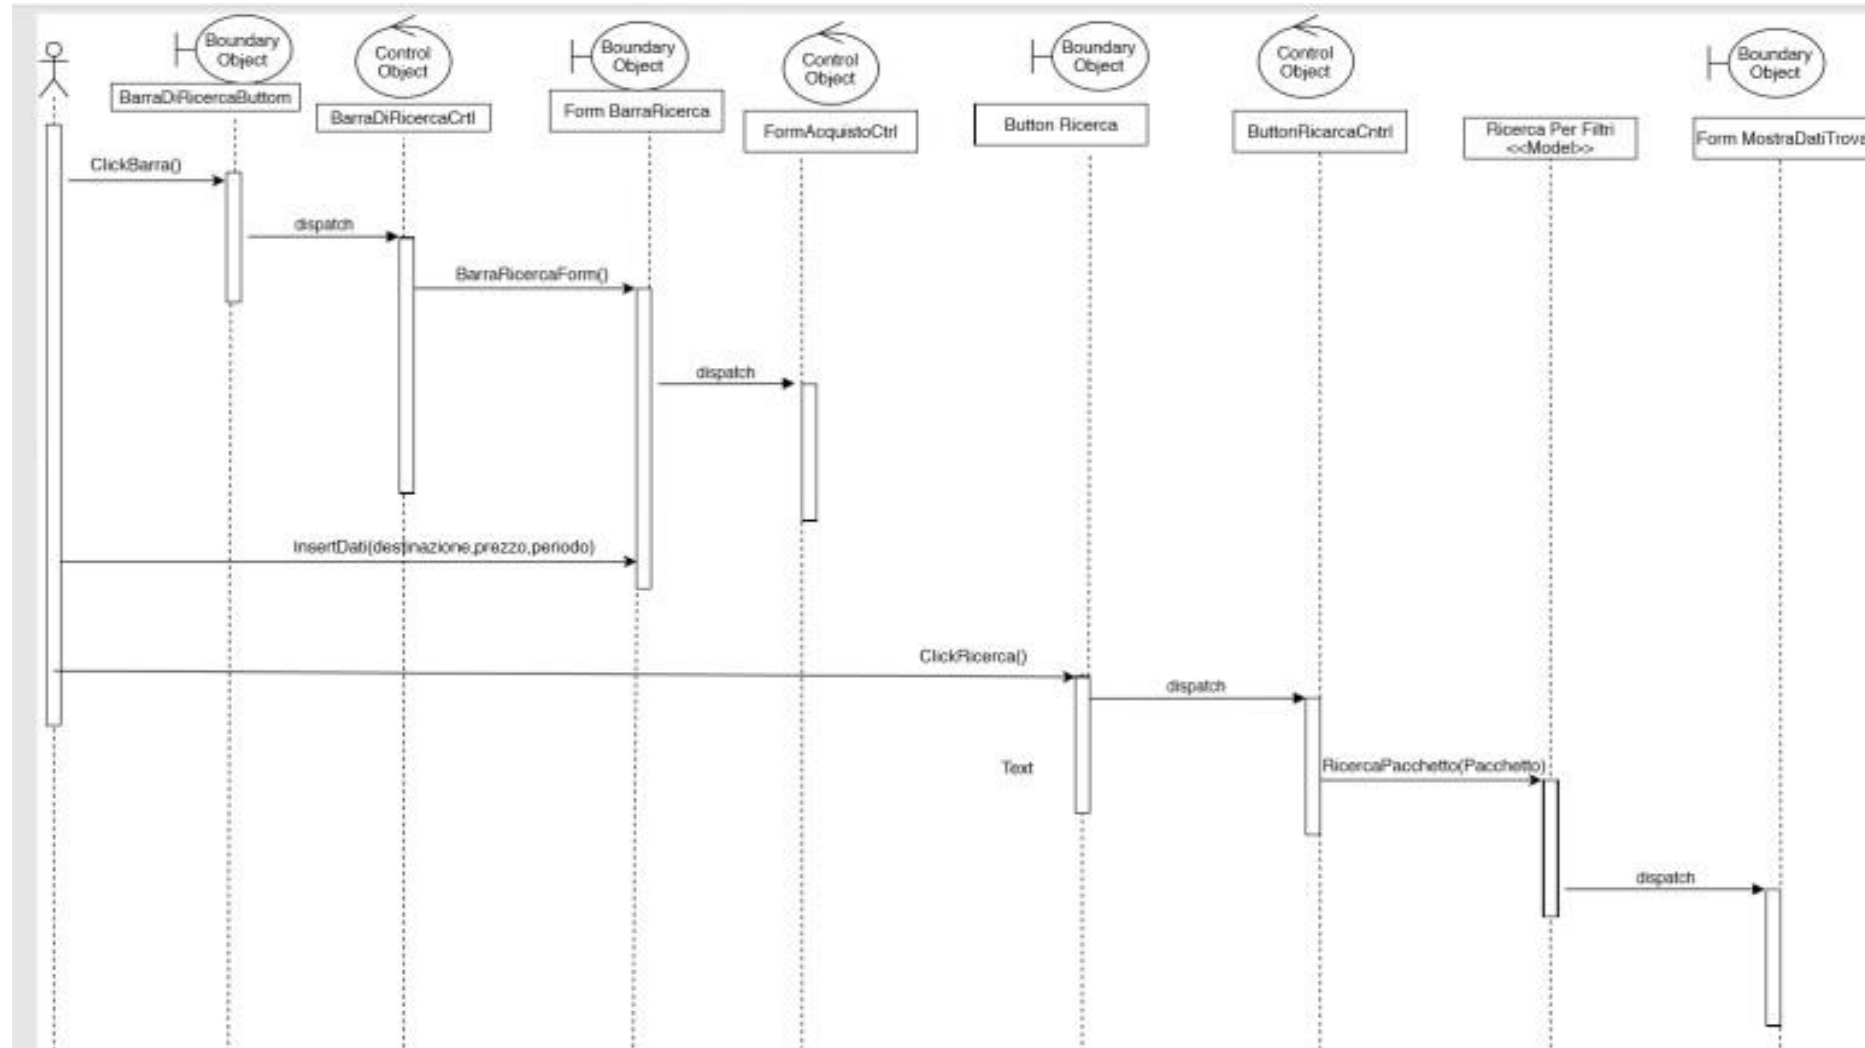 Boundary
Object
BarraDiRicercaButtom
Control
Object
BarraDiRicercaCrtl
Boundary
Object
Form BarraRicerca
Control
Object
FormAcquistoCtrl
Boundary
Object
Button Ricerca
Control
Object
ButtonRicarcaCntrl
Ricerca Per Filtri
<<Model>>
Boundary
Object
Form MostraDatiTrova
ClickBarra()
dispatch
BarraRicercaForm()
dispatch
InsertDati(destinazione,prezzo,periodo)
ClickRicerca()
dispatch
Text
RicercaPacchetto(Pacchetto)
dispatch